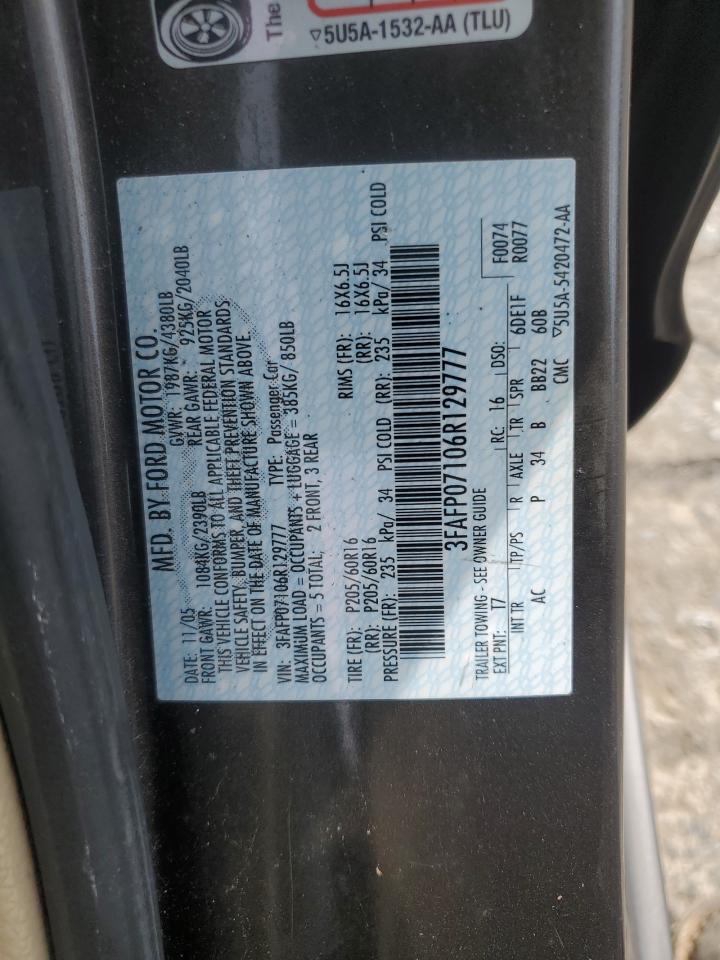 The
▽5U5A-1532-AA (TLU)
MFD. BY FORD MOTOR CO.
DATE: 11/05 GVWR: 1987KG/4380LB
FRONT GAWR: 1084KG/2390LB REAR GAWR: 925KG/2040LB
THIS VEHICLE CONFORMS TO ALL APPLICABLE FEDERAL MOTOR
VEHICLE SAFETY, BUMPER, AND THEFT PREVENTION STANDARDS
IN EFFECT ON THE DATE OF MANUFACTURE SHOWN ABOVE
VIN: 3FAFP07106R129777 TYPE: Passenger Car
MAXIMUM LOAD = OCCUPANTS + LUGGAGE = 385KG/ 850LB
OCCUPANTS = 5 TOTAL; 2 FRONT, 3 REAR
TIRE (FR): P205/60R16 RIMS (FR): 16X6.5J
(RR): P205/60R16 (RR): 16X6.5J
PRESSURE (FR): 235 kPa/ 34 PSI COLD (RR): 235 kPa/ 34 PSI COLD
3FAFP07106R129777
TRAILER TOWING - SEE OWNER GUIDE F0074
EXT PNT: T7 RC: 16 DSO: R0077
INT TR TP/PS R AXLE TR SPR 6DE1F
AC P 34 B BB22 60B
CMC ▽5U5A-5420472-AA